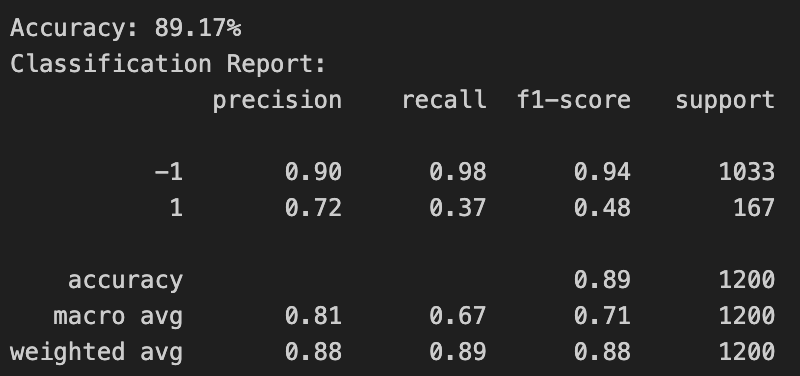 Accuracy: 89.17%
Classification Report:
              precision    recall  f1-score   support

          -1       0.90      0.98      0.94      1033
           1       0.72      0.37      0.48       167

    accuracy                           0.89      1200
   macro avg       0.81      0.67      0.71      1200
weighted avg       0.88      0.89      0.88      1200